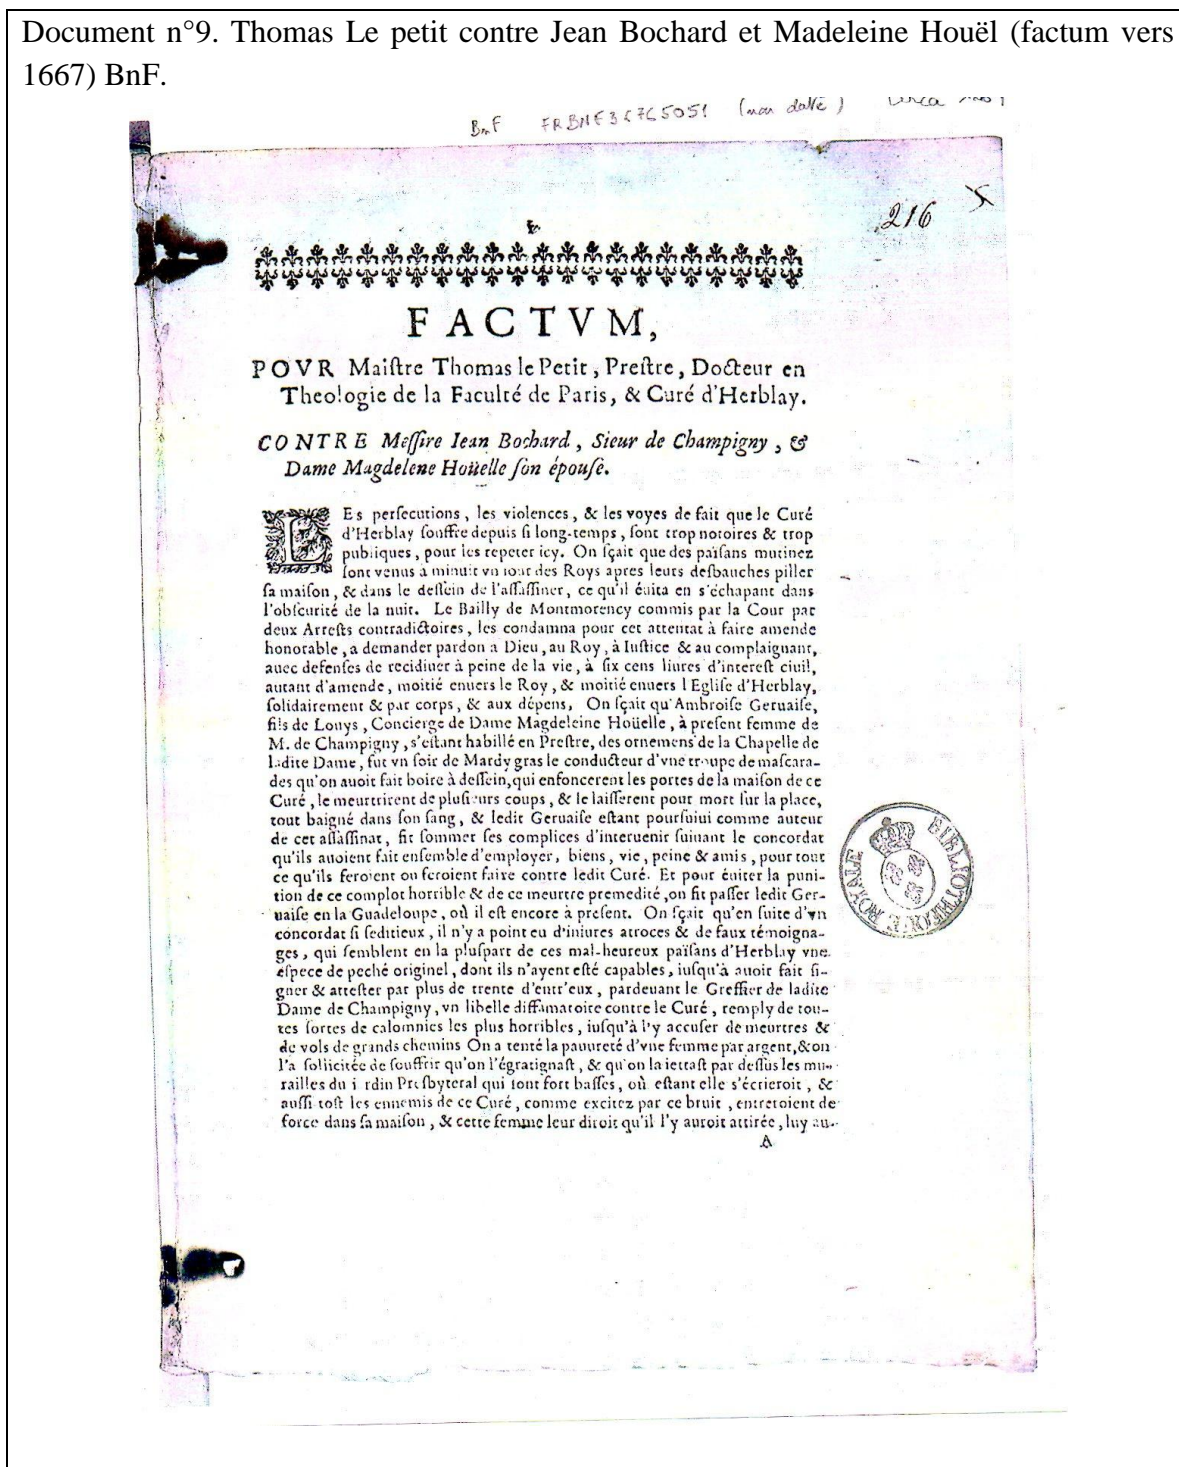 Document n°9. Thomas Le petit contre Jean Bochard et Madeleine Houël (factum vers
1667) BnF.
BnF FRBNF36765051 (non daté) circa
216
FACTVM,
POVR Maiſtre Thomas le Petit, Preſtre, Docteur en
Theologie de la Faculté de Paris, & Curé d'Herblay.
CONTRE Meſſire Iean Bochard, Sieur de Champigny, &
Dame Magdelene Hoüelle ſon épouſe.
LEs perſecutions, les violences, & les voyes de fait que le Curé
d'Herblay ſouffre depuis ſi long-temps, ſont trop notoires & trop
publiques, pour les repeter icy. On ſçait que des païſans mutinez
ſont venus à minuit vn iour des Roys apres leurs deſbauches piller
ſa maiſon, & dans le deſſein de l'aſſaſſiner, ce qu'il éuita en s'échapant dans
l'obſcurité de la nuit. Le Bailly de Montmorency commis par la Cour par
deux Arreſts contradictoires, les condamna pour cet attentat à faire amende
honorable, a demander pardon a Dieu, au Roy, à Iuſtice & au complaignant,
auec defenſes de recidiuer à peine de la vie, à ſix cens liures d'intereſt ciuil,
autant d'amende, moitié enuers le Roy, & moitié enuers l Egliſe d'Herblay,
ſolidairement & par corps, & aux dépens, On ſçait qu'Ambroiſe Geruaiſe,
fils de Louys, Concierge de Dame Magdeleine Hoüelle, à preſent femme de
M. de Champigny, s'eſtant habillé en Preſtre, des ornemens de la Chapelle de
ladite Dame, fut vn ſoir de Mardy gras le conducteur d'vne troupe de maſcara-
des qu'on auoit fait boire à deſſein, qui enfoncerent les portes de la maiſon de ce
Curé, le meurtrirent de pluſieurs coups, & le laiſſerent pour mort ſur la place,
tout baigné dans ſon ſang, & ledit Geruaiſe eſtant pourſuiui comme auteur
de cet aſſaſſinat, fit ſommer ſes complices d'interuenir ſuiuant le concordat
qu'ils auoient fait enſemble d'employer, biens, vie, peine & amis, pour tout
ce qu'ils feroient ou feroient faire contre ledit Curé. Et pour éuiter la puni-
tion de ce complot horrible & de ce meurtre premedité, on fit paſſer ledit Ger-
uaiſe en la Guadeloupe, où il eſt encore à preſent. On ſçait qu'en ſuite d'vn
concordat ſi ſeditieux, il n'y a point eu d'iniures atroces & de faux témoigna-
ges, qui ſemblent en la pluſpart de ces mal-heureux païſans d'Herblay vne
eſpece de peché originel, dont ils n'ayent eſté capables, iuſqu'à auoir fait ſi-
gner & atteſter par plus de trente d'entr'eux, pardeuant le Greffier de ladite
Dame de Champigny, vn libelle diffamatoire contre le Curé, remply de tou-
tes ſortes de calomnies les plus horribles, iuſqu'à l'y accuſer de meurtres &
de vols de grands chemins On a tenté la pauureté d'vne femme par argent, & on
l'a ſollicitée de ſouffrir qu'on l'égratignaſt, & qu'on la iettaſt par deſſus les mu-
railles du i rdin Preſbyteral qui ſont fort baſſes, où eſtant elle s'écrieroit, &
auſſi toſt les ennemis de ce Curé, comme excitez par ce bruit, entreroient de
force dans ſa maiſon, & cette femme leur diroit qu'il l'y auroit attirée, luy au-
A
BIBLIOTHEQUE ROYALE